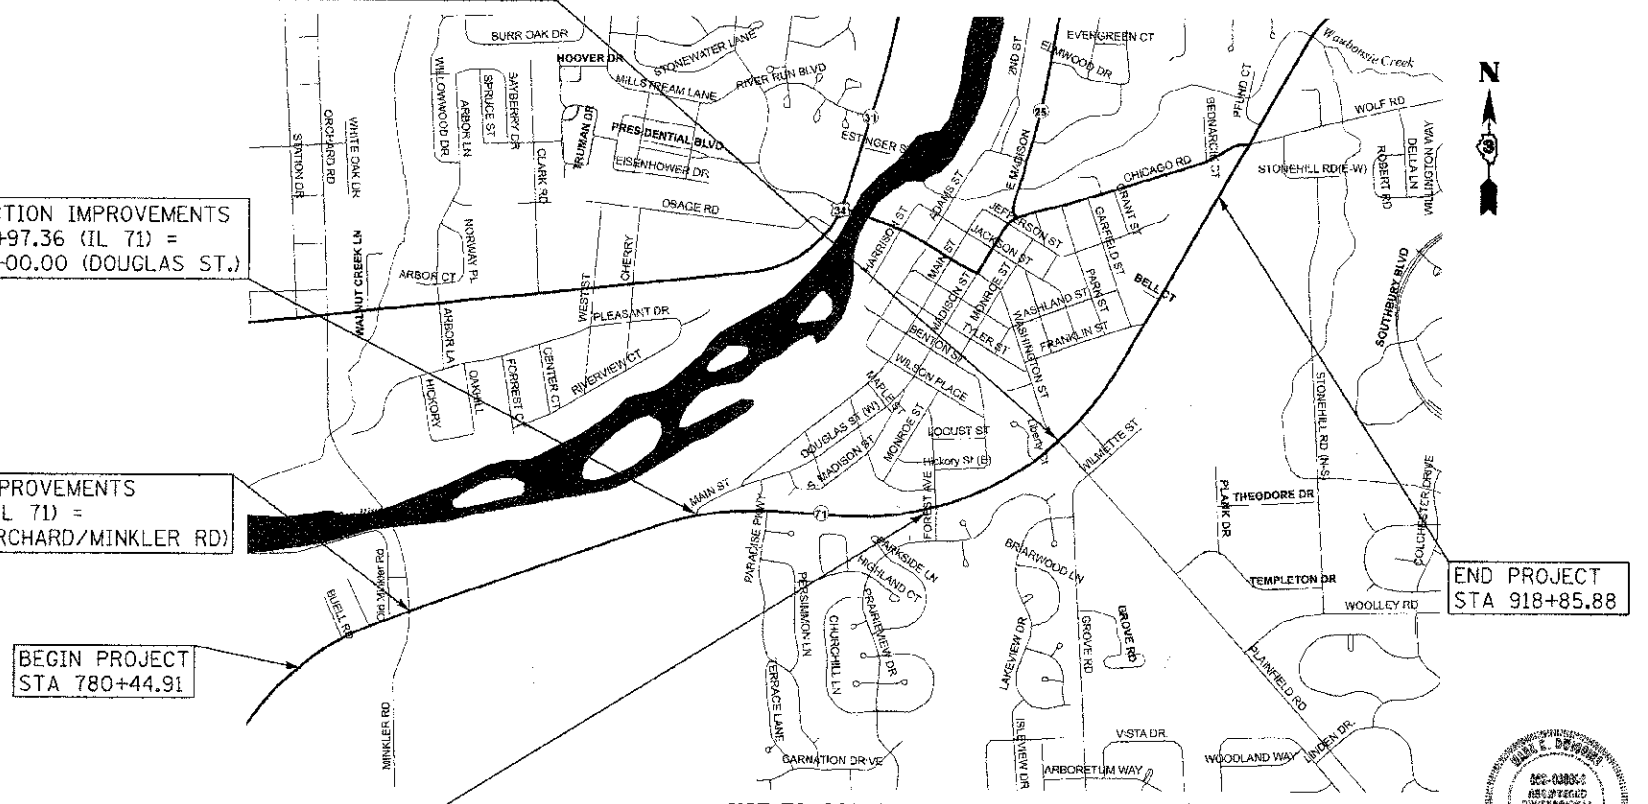 BURR OAK DR
HOOVER DR
STONEWATER LANE
MILLSTREAM LANE
RIVER RUN BLVD
2ND ST
EVERGREEN CT
ELMWOOD DR
Waubonsie Creek
PFUND CT
N
WOLF RD
WILLOWWOOD DR
ARBOR LN
SPRUCE ST
BAYBERRY DR
TRUMAN DR
31
25
STATION DR
ORCHARD RD
WHITE OAK LN
CLARK RD
PRESIDENTIAL BLVD
EISENHOWER DR
E MADISON
BEDNARCIK CT
CHICAGO RD
STONEHILL RD(E-W)
ROBERT RD
DELLA LN
WILLINGTON WAY
OSAGE RD
34
HARRISON ST
ADAMS ST
JEFFERSON ST
JACKSON ST
GRANT ST
GARFIELD ST
CTION IMPROVEMENTS
+97.36 (IL 71) =
00.00 (DOUGLAS ST.)
WALNUT CREEK LN
NORWAY PL
ARBOR CT
CHERRY
WEST ST
MAIN ST
MADISON ST
MONROE ST
PARK ST
BELL CT
SOUTHBURY BLVD
ARBOR LA
PLEASANT DR
WASHLAND ST
TYLER ST
FRANKLIN ST
BENTON ST
WASHINGTON ST
WILSON PLACE
HICKORY
OAKHILL
FORREST CT
CENTER CT
RIVERVIEW CT
MAPLE ST
DOUGLAS ST (W)
S. MADISON ST
MONROE ST
LOCUST ST
Hickory St (E)
Liberty Ct
WILMETTE ST
STONEHILL RD (N-S)
COLCHESTER DRIVE
PROVEMENTS
L 71) =
RCHARD/MINKLER RD)
MAIN ST
71
FOREST AVE
PLANK DR
THEODORE DR
PARADISE PKWY
PARKSIDE LN
HIGHLAND CT
BRIARWOOD LN
TEMPLETON DR
END PROJECT
STA 918+85.88
WOOLLEY RD
BUELL RD
Old Minkler Rd
PERSIMMON LN
CHURCHILL LN
PRAIRIEVIEW DR
LAKEVIEW DR
GROVE RD
GROVE RD
BEGIN PROJECT
STA 780+44.91
MINKLER RD
TERRACE LANE
PLAINFIELD RD
ISLEVIEW DR
VISTA DR.
LINDEN DR.
CARNATION DRIVE
ARBORETUM WAY
WOODLAND WAY